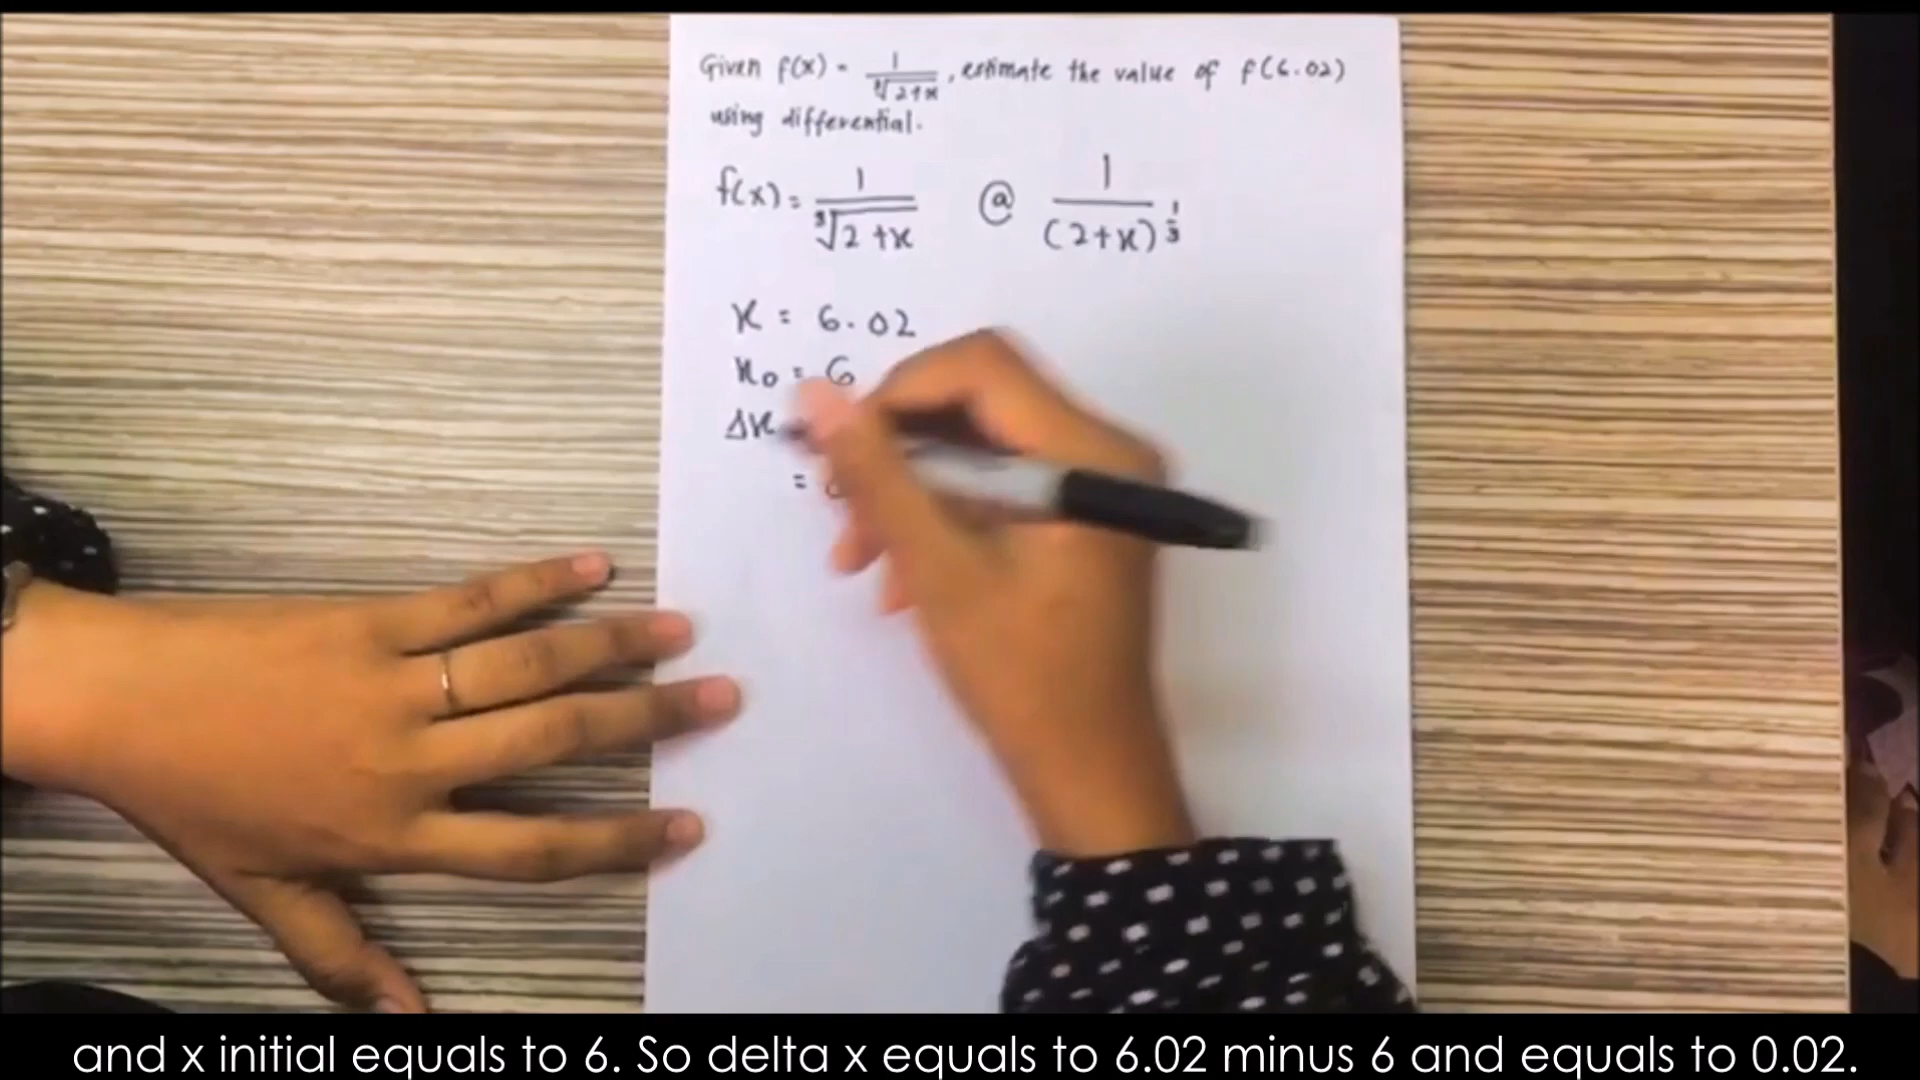 Given f(x) = 1/∛2+x, estimate the value of f(6.02)
using differential.
f(x) = 1/∛2+x @ 1/(2+x)^1/3
x = 6.02
x₀ = 6
Δx =
=
and x initial equals to 6. So delta x equals to 6.02 minus 6 and equals to 0.02.